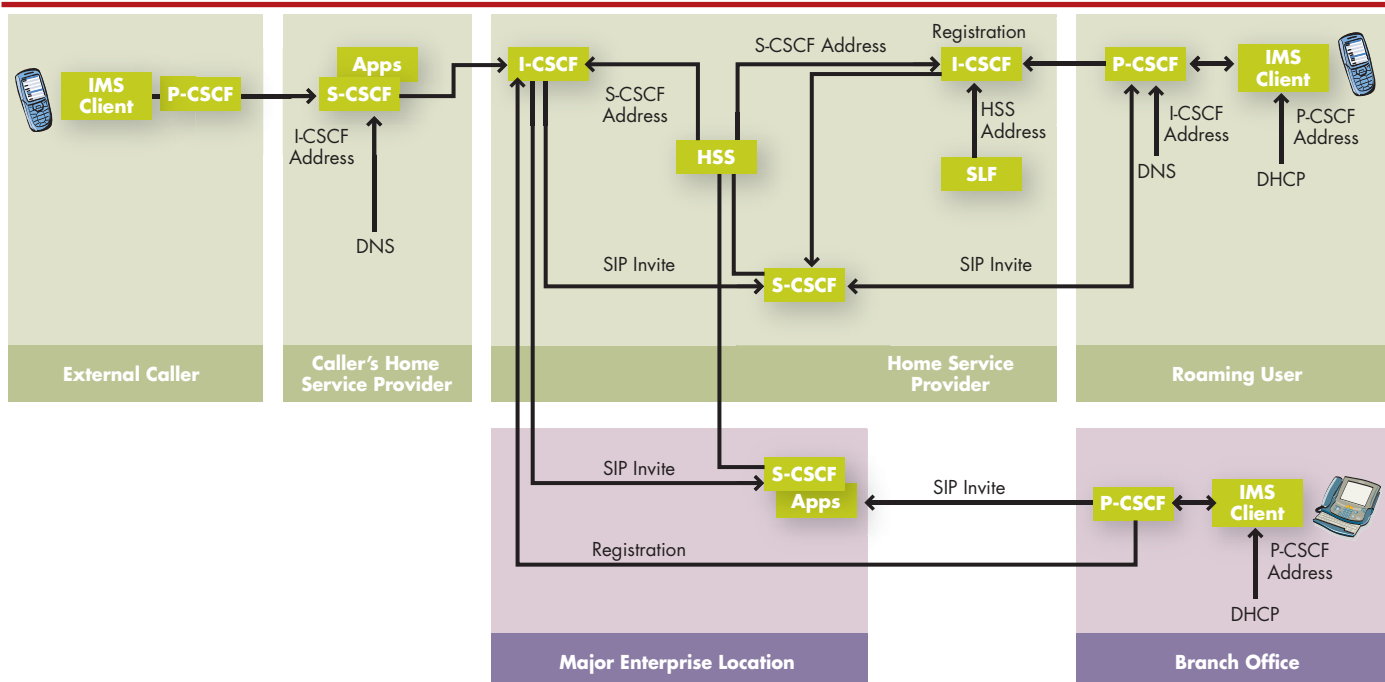 IMS
Client
P-CSCF
External Caller
Apps
S-CSCF
I-CSCF
Address
DNS
Caller's Home
Service Provider
I-CSCF
S-CSCF
Address
HSS
S-CSCF Address
Registration
I-CSCF
HSS
Address
SLF
SIP Invite
S-CSCF
SIP Invite
Home Service
Provider
P-CSCF
IMS
Client
I-CSCF
Address
DNS
P-CSCF
Address
DHCP
Roaming User
SIP Invite
S-CSCF
Apps
SIP Invite
Registration
Major Enterprise Location
P-CSCF
IMS
Client
P-CSCF
Address
DHCP
Branch Office